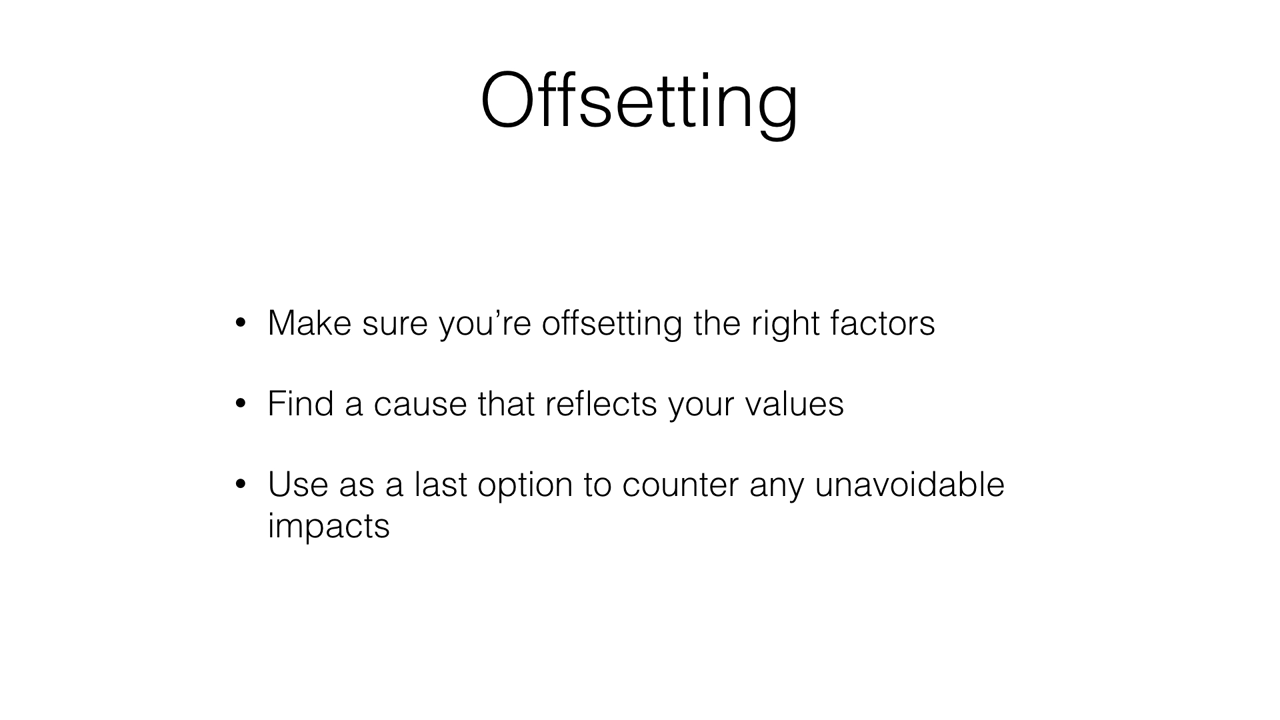 Offsetting
• Make sure you’re offsetting the right factors
• Find a cause that reflects your values
• Use as a last option to counter any unavoidable
impacts